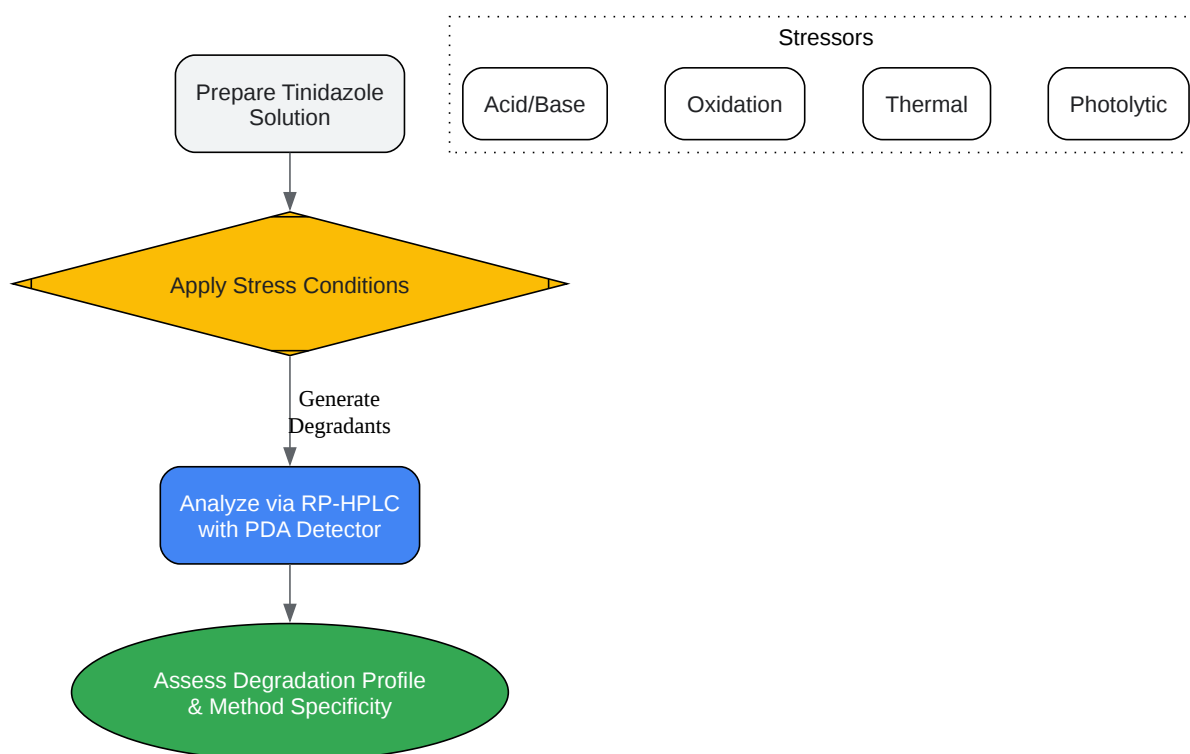 Stressors
Prepare Tinidazole
Solution
Acid/Base
Oxidation
Thermal
Photolytic
Apply Stress Conditions
Generate
Degradants
Analyze via RP-HPLC
with PDA Detector
Assess Degradation Profile
& Method Specificity